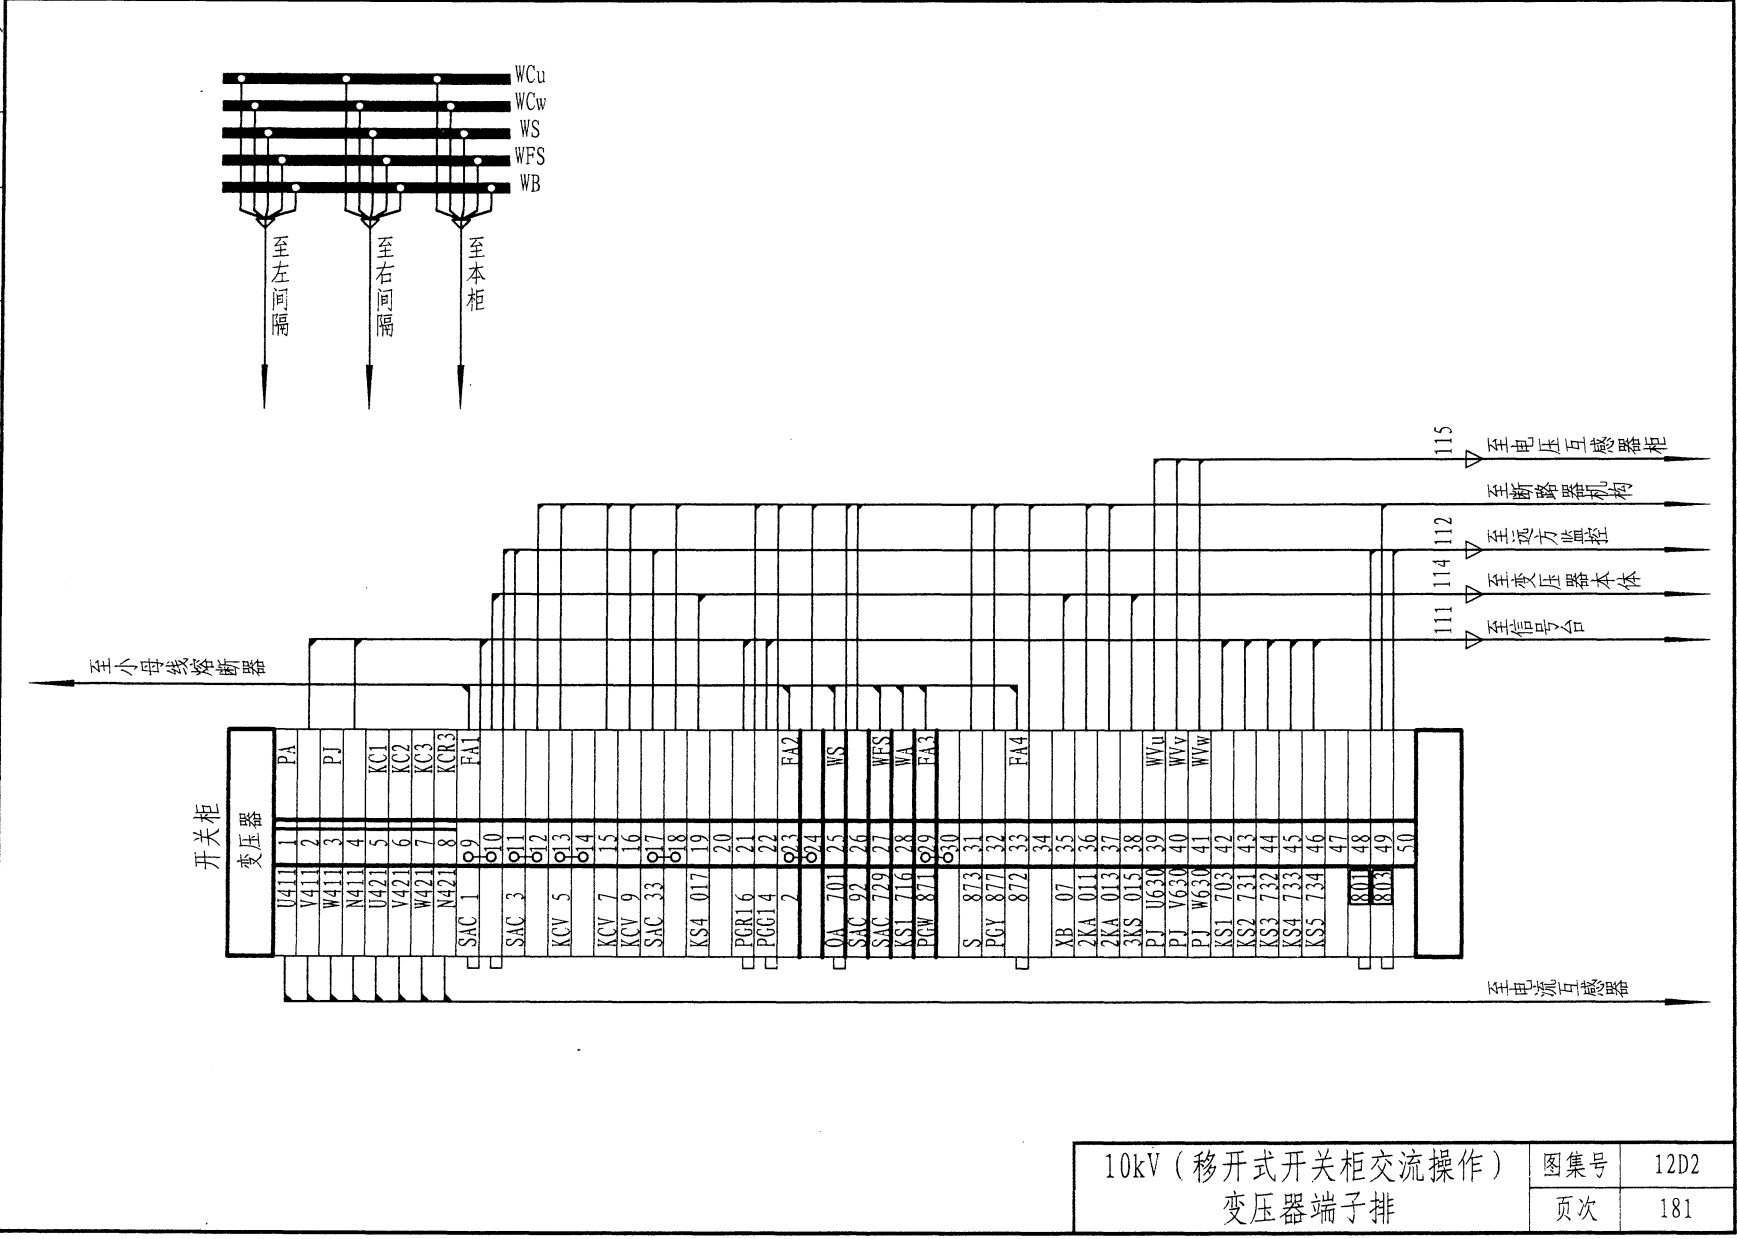 WCu
WCw
WS
WFS
WB
至左间隔
至右间隔
至本柜
115
至电压互感器柜
至断路器机构
112
至远方监控
114
至变压器本体
111
至信号台
至小母线熔断器
开关柜
变压器
PA
PJ
KC1
KC2
KC3
KCR3
FA1
FA2
WS
WFS
WA
FA3
FA4
WVu
WVv
WVw
1
2
3
4
5
6
7
8
9
10
11
12
13
14
15
16
17
18
19
20
21
22
23
24
25
26
27
28
29
30
31
32
33
34
35
36
37
38
39
40
41
42
43
44
45
46
47
48
49
50
U411
V411
W411
N411
U421
V421
W421
N421
SAC 1
SAC 3
KCV 5
KCV 7
KCV 9
SAC 33
KS4 017
PGR16
PGG14
2
QA 701
SAC 92
SAC 729
KS1 716
PGW 871
S 873
PGY 877
872
XB 07
2KA 011
2KA 013
3KS 015
PJ U630
PJ V630
PJ W630
KS1 703
KS2 731
KS3 732
KS4 733
KS5 734
801
803
至电流互感器
10kV（移开式开关柜交流操作）
变压器端子排
图集号
12D2
页次
181